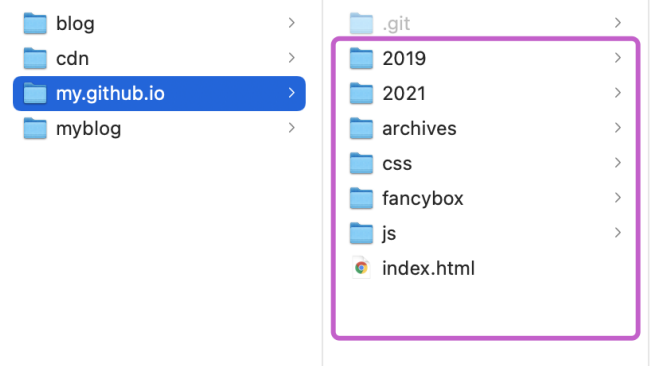 blog
cdn
my.github.io
myblog
.git
2019
2021
archives
css
fancybox
js
index.html